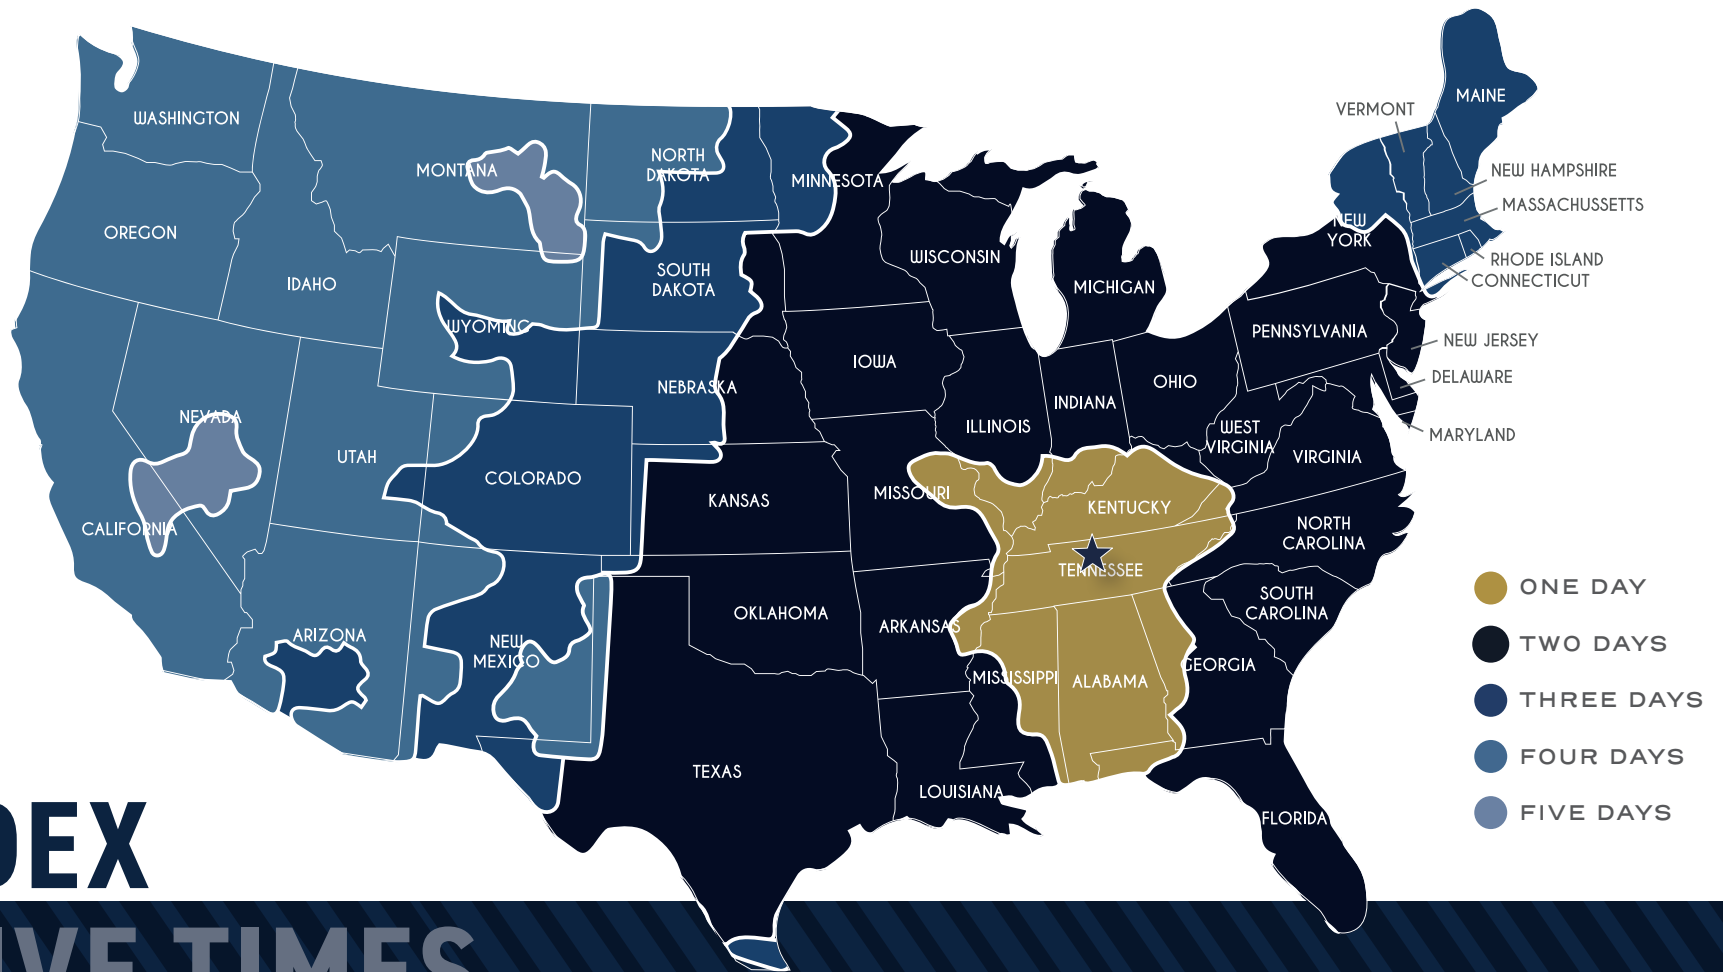 WASHINGTON
OREGON
IDAHO
MONTANA
NORTH
DAKOTA
MINNESOTA
SOUTH
DAKOTA
WYOMING
NEBRASKA
NEVADA
UTAH
COLORADO
CALIFORNIA
ARIZONA
NEW
MEXICO
KANSAS
OKLAHOMA
TEXAS
IOWA
MISSOURI
ARKANSAS
LOUISIANA
WISCONSIN
ILLINOIS
MICHIGAN
INDIANA
OHIO
KENTUCKY
TENNESSEE
MISSISSIPPI
ALABAMA
GEORGIA
FLORIDA
SOUTH
CAROLINA
NORTH
CAROLINA
VIRGINIA
WEST
VIRGINIA
PENNSYLVANIA
NEW
YORK
VERMONT
MAINE
NEW HAMPSHIRE
MASSACHUSSETTS
RHODE ISLAND
CONNECTICUT
NEW JERSEY
DELAWARE
MARYLAND
ONE DAY
TWO DAYS
THREE DAYS
FOUR DAYS
FIVE DAYS
DEX
IVE TIMES